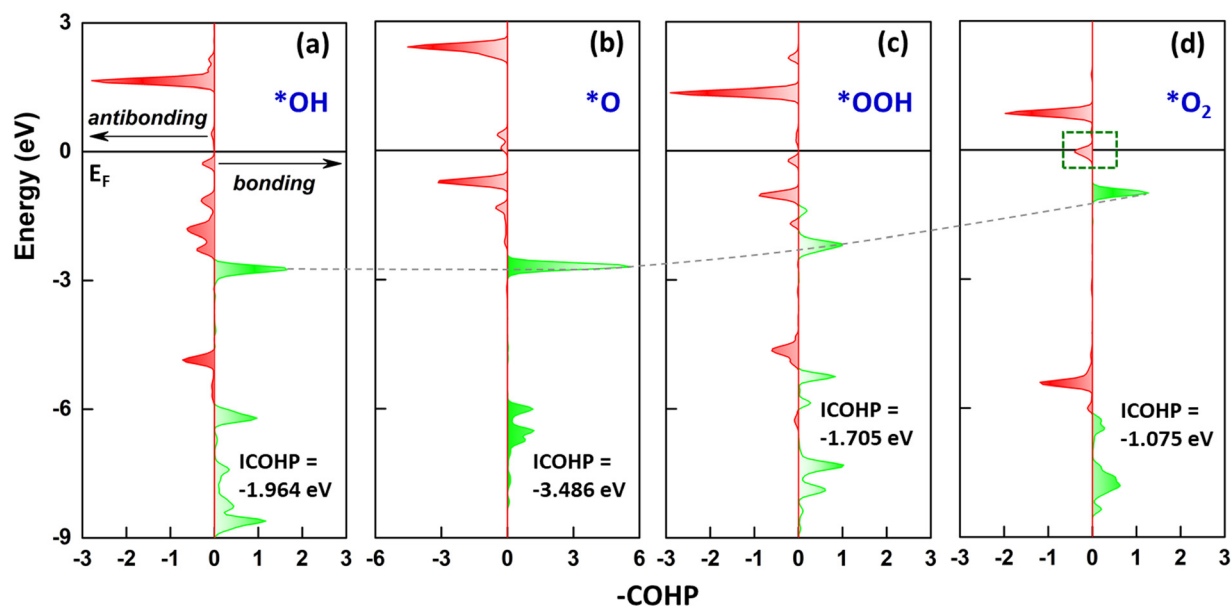 Energy (eV)
3
0
-3
-6
-9
(a)
*OH
antibonding
E_F
bonding
ICOHP =
-1.964 eV
-3 -2 -1 0 1 2 3
(b)
*O
ICOHP =
-3.486 eV
-6 -3 0 3 6
(c)
*OOH
ICOHP =
-1.705 eV
-3 -2 -1 0 1 2 3
(d)
*O₂
ICOHP =
-1.075 eV
-3 -2 -1 0 1 2 3
-COHP